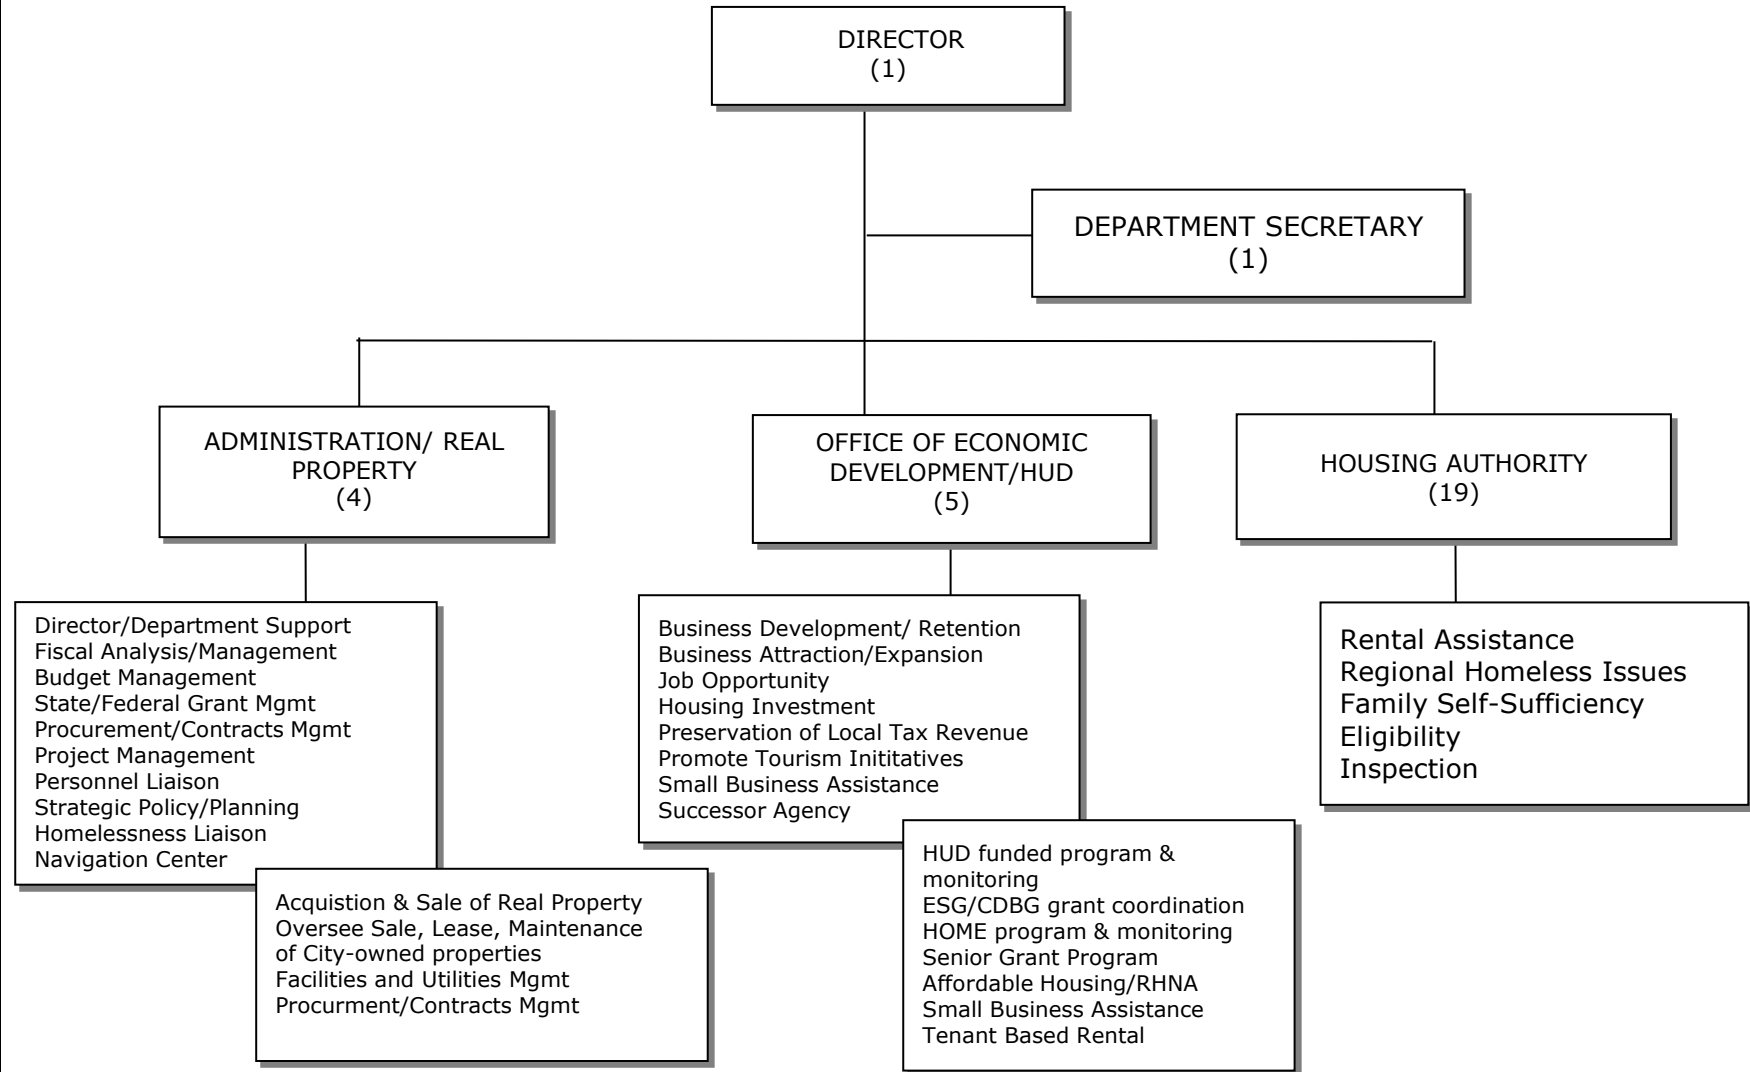 DIRECTOR
(1)
DEPARTMENT SECRETARY
(1)
ADMINISTRATION/ REAL
PROPERTY
(4)
OFFICE OF ECONOMIC
DEVELOPMENT/HUD
(5)
HOUSING AUTHORITY
(19)
Director/Department Support
Fiscal Analysis/Management
Budget Management
State/Federal Grant Mgmt
Procurement/Contracts Mgmt
Project Management
Personnel Liaison
Strategic Policy/Planning
Homelessness Liaison
Navigation Center
Acquistion & Sale of Real Property
Oversee Sale, Lease, Maintenance
of City-owned properties
Facilities and Utilities Mgmt
Procurment/Contracts Mgmt
Business Development/ Retention
Business Attraction/Expansion
Job Opportunity
Housing Investment
Preservation of Local Tax Revenue
Promote Tourism Inititatives
Small Business Assistance
Successor Agency
HUD funded program &
monitoring
ESG/CDBG grant coordination
HOME program & monitoring
Senior Grant Program
Affordable Housing/RHNA
Small Business Assistance
Tenant Based Rental
Rental Assistance
Regional Homeless Issues
Family Self-Sufficiency
Eligibility
Inspection